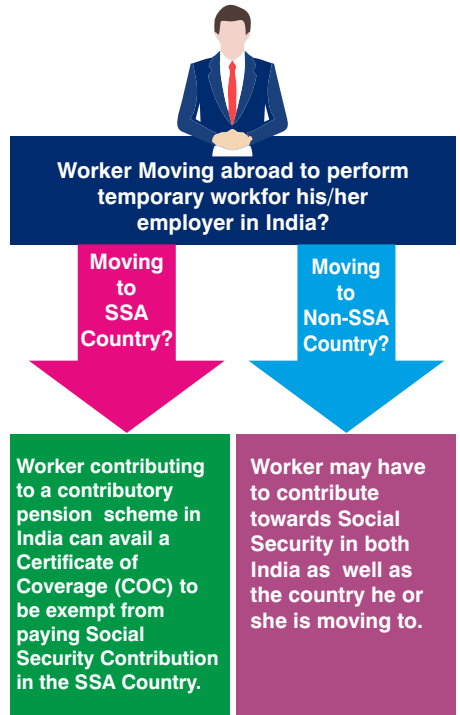 Worker Moving abroad to perform
temporary workfor his/her
employer in India?
Moving
to
SSA
Country?
Moving
to
Non-SSA
Country?
Worker contributing
to a contributory
pension scheme in
India can avail a
Certificate of
Coverage (COC) to
be exempt from
paying Social
Security Contribution
in the SSA Country.
Worker may have
to contribute
towards Social
Security in both
India as well as
the country he or
she is moving to.